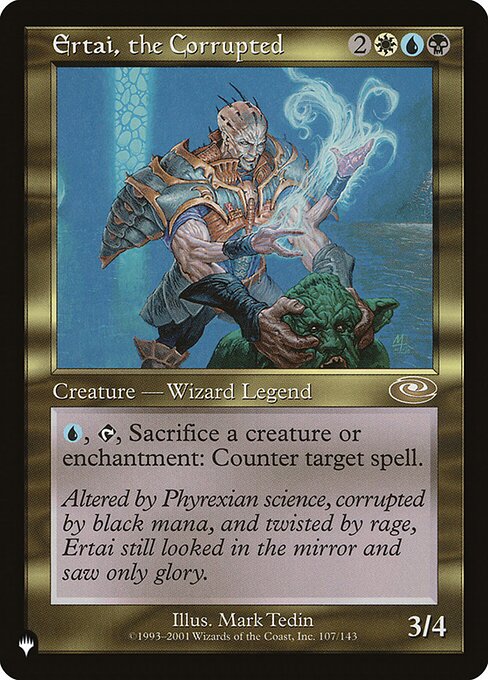 Ertai, the Corrupted 2
Creature — Wizard Legend
, , Sacrifice a creature or
enchantment: Counter target spell.
Altered by Phyrexian science, corrupted
by black mana, and twisted by rage,
Ertai still looked in the mirror and
saw only glory.
Illus. Mark Tedin
©1993–2001 Wizards of the Coast, Inc. 107/143
3/4